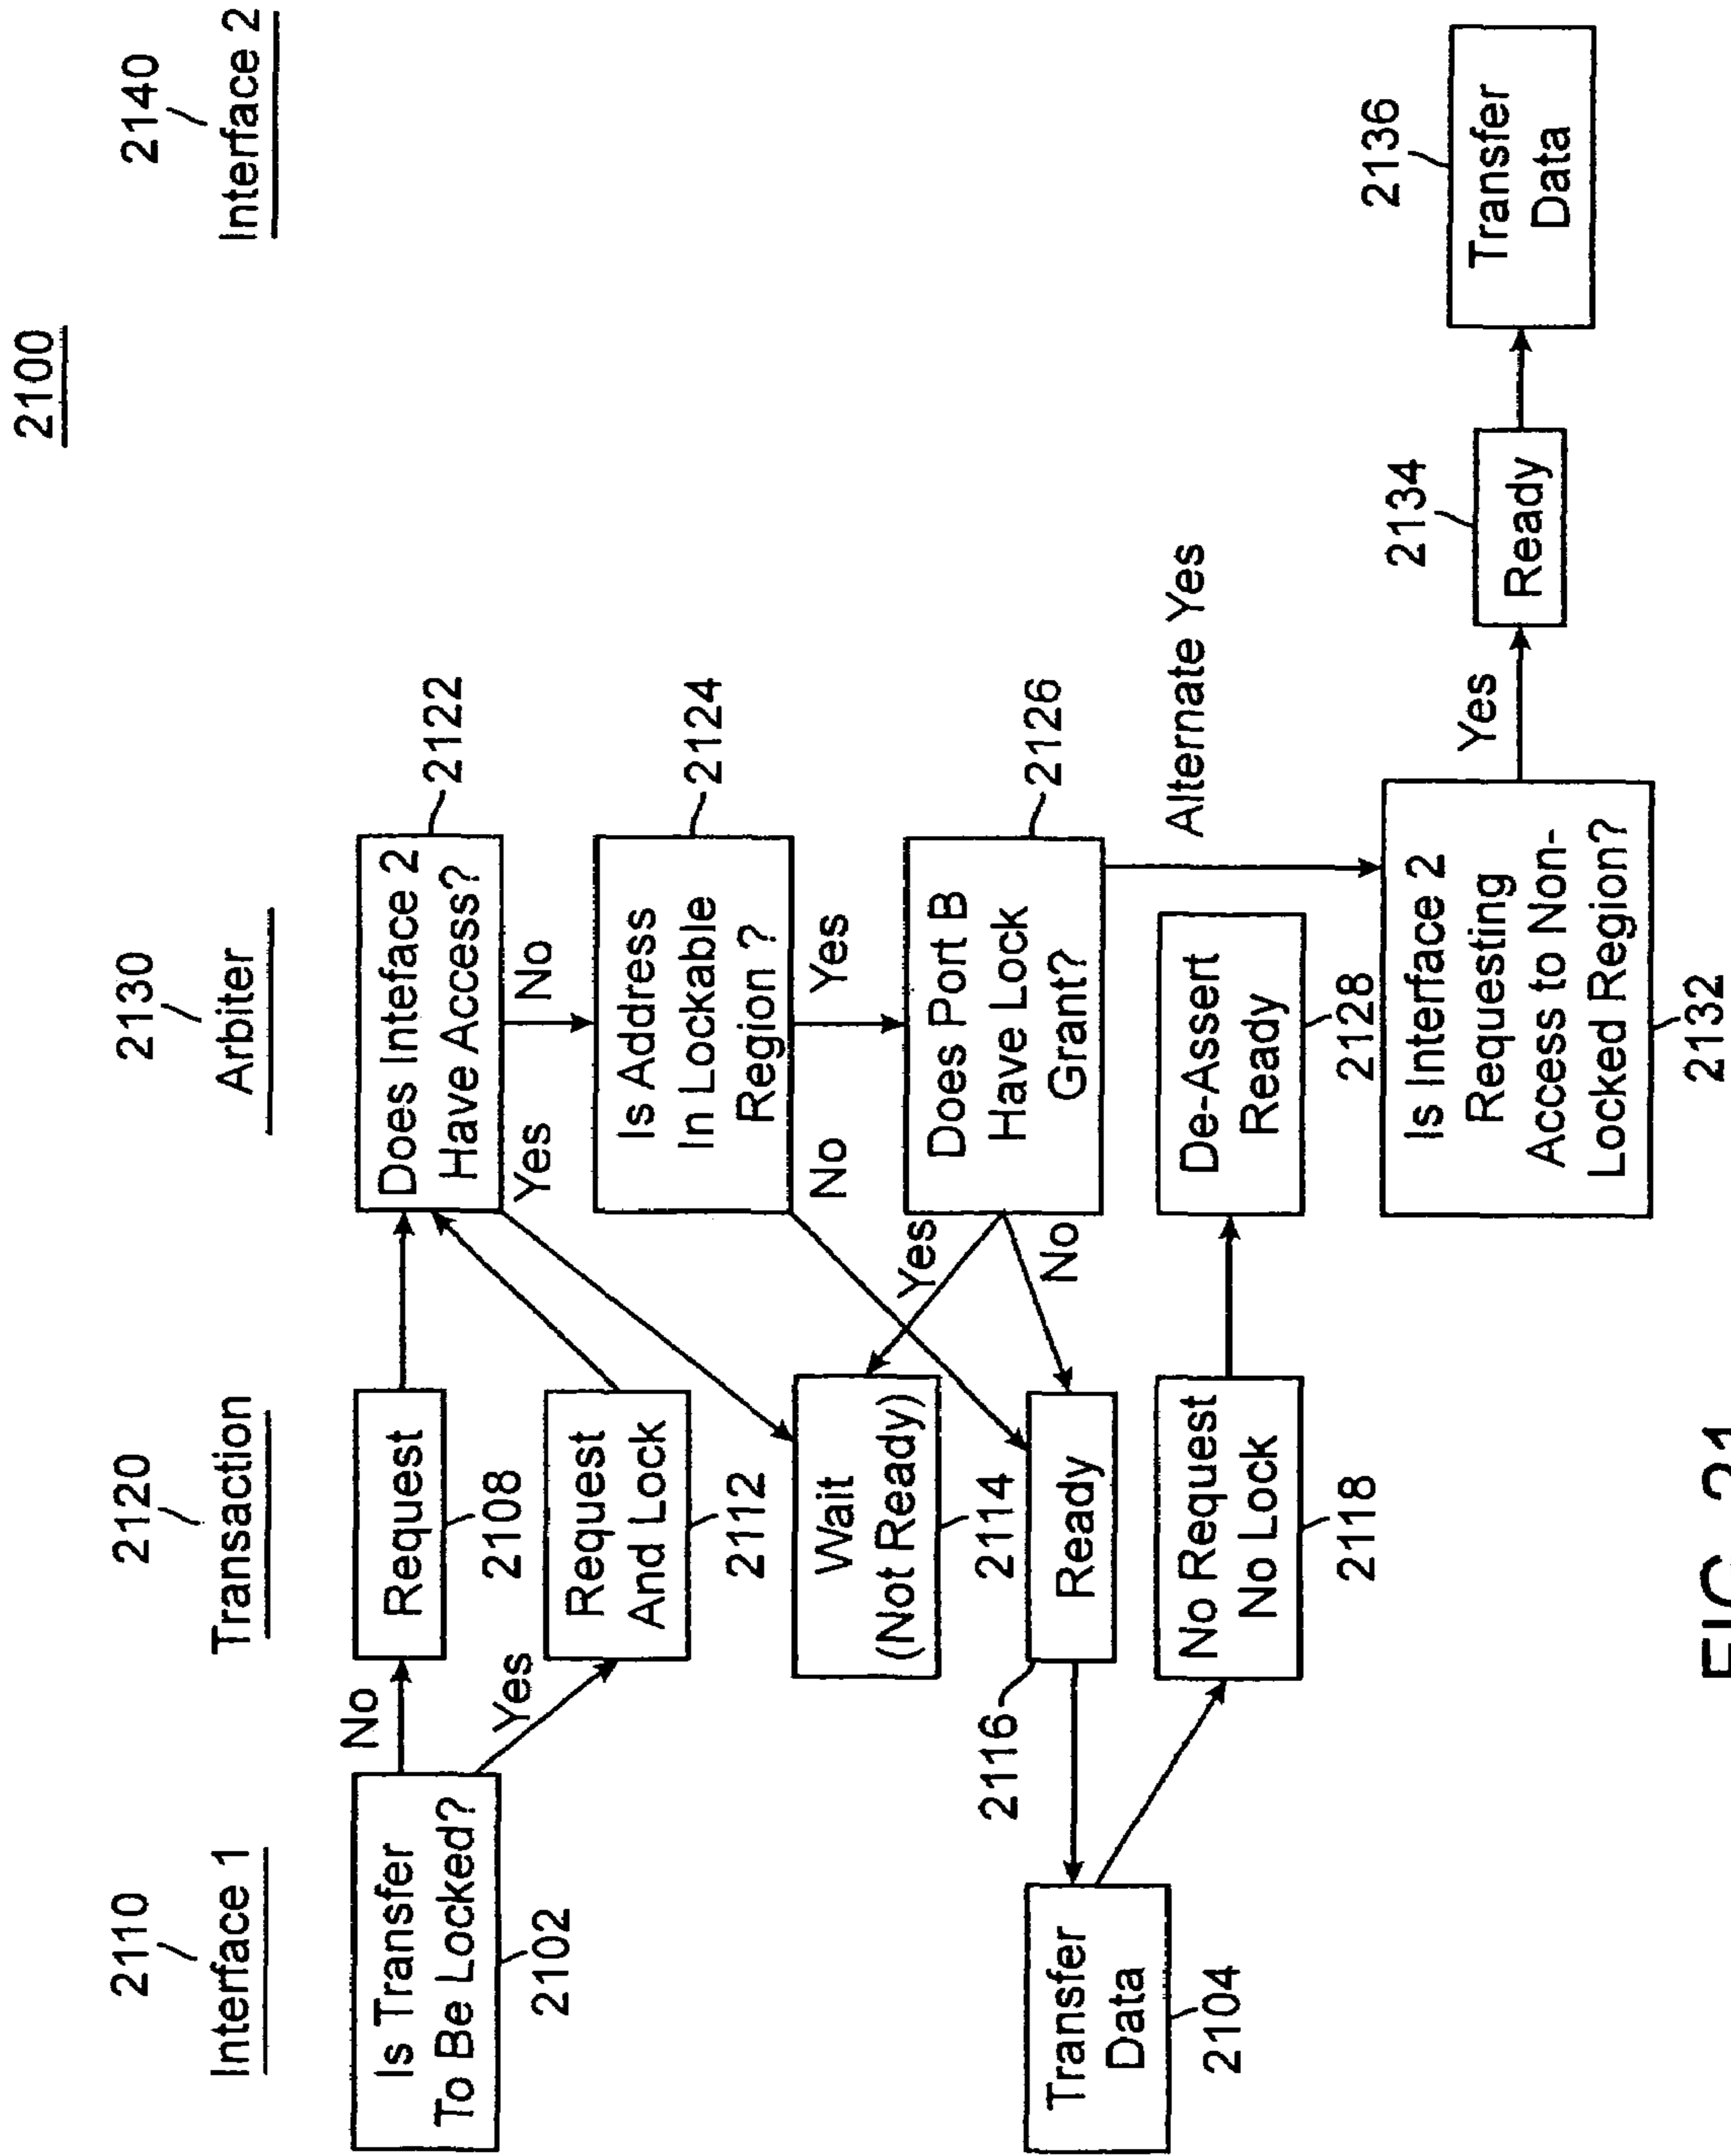 2100
2110
Interface 1
2120
Transaction
2130
Arbiter
2140
Interface 2
Is Transfer
To Be Locked?
2102
No
Yes
Request
2108
Request
And Lock
2112
Does Inteface 2
Have Access?
2122
Yes
No
Is Address
In Lockable
Region ?
2124
No
Yes
Wait
(Not Ready)
2114
Does Port B
Have Lock
Grant?
2126
Yes
No
Alternate Yes
Ready
2116
Transfer
Data
2104
No Request
No Lock
2118
De-Assert
Ready
2128
Is Interface 2
Requesting
Access to Non-
Locked Region?
2132
Yes
Ready
2134
Transfer
Data
2136
FIG. 21